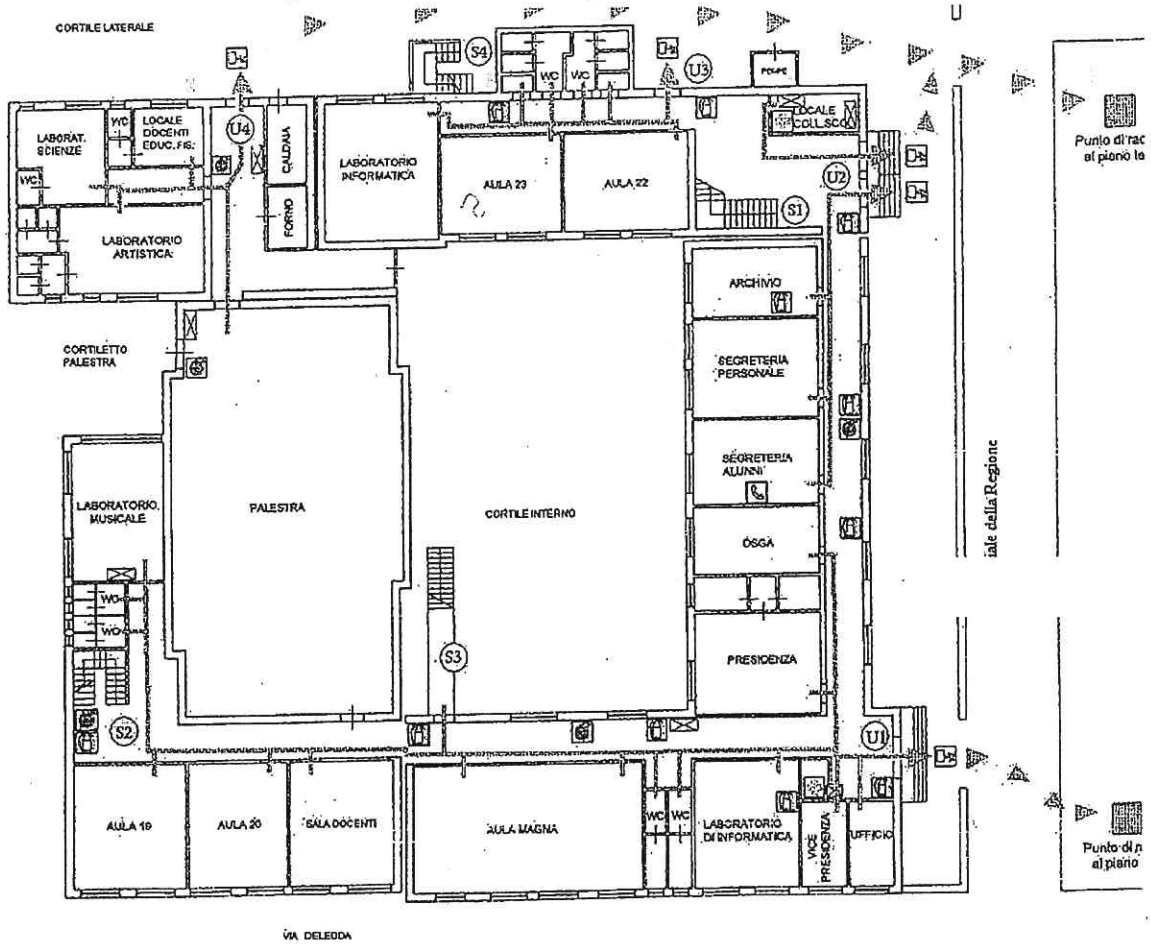 CORTILE LATERALE
U
S4
U3
WC
WC
POMPE
LABORAT.
SCIENZE
WC
LOCALE
DOCENTI
EDUC. FIS.
U4
CALDAIA
LABORATORIO
INFORMATICA
LOCALE
COLL.SCO
Punto di rac
al piano te
WC
AULA 23
AULA 22
U2
S1
FORNO
LABORATORIO
ARTISTICA
ARCHIVIO
CORTILETTO
PALESTRA
SEGRETERIA
PERSONALE
SEGRETERIA
ALUNNI
LABORATORIO
MUSICALE
PALESTRA
CORTILE INTERNO
iale della Regione
DSGA
WC
WC
S3
PRESIDENZA
S2
U1
AULA 19
AULA 20
SALA DOCENTI
AULA MAGNA
WC
WC
LABORATORIO
DI INFORMATICA
VICE
PRESIDENZA
UFFICIO
Punto di r
al piano
VIA DELEDDA